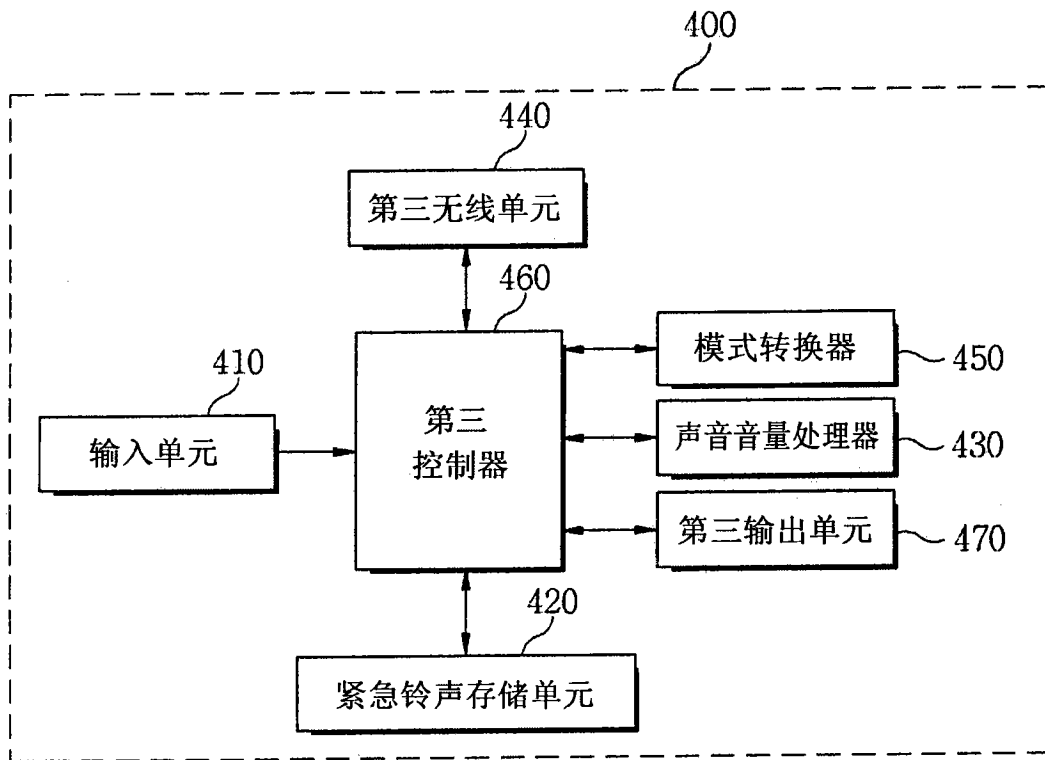 400
440
第三无线单元
460
模式转换器
450
410
输入单元
第三
控制器
声音音量处理器
430
第三输出单元
470
420
紧急铃声存储单元